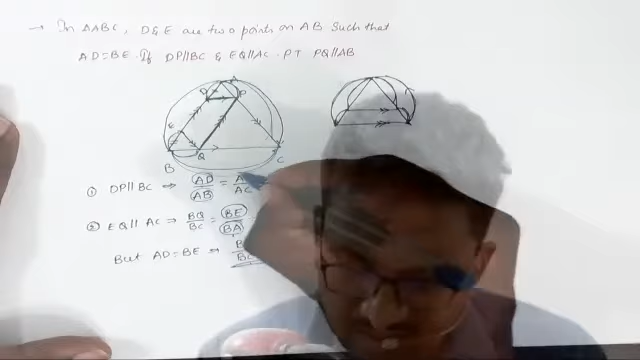 → In ΔABC, D & E are two points on AB such that
AD=BE. If DP//BC & EQ//AC. PT PQ//AB
A
D P
E
B Q C
① DP//BC ⇒ AD/AB = A/AC
② EQ//AC ⇒ BQ/BC = BE/BA
But AD=BE ⇒